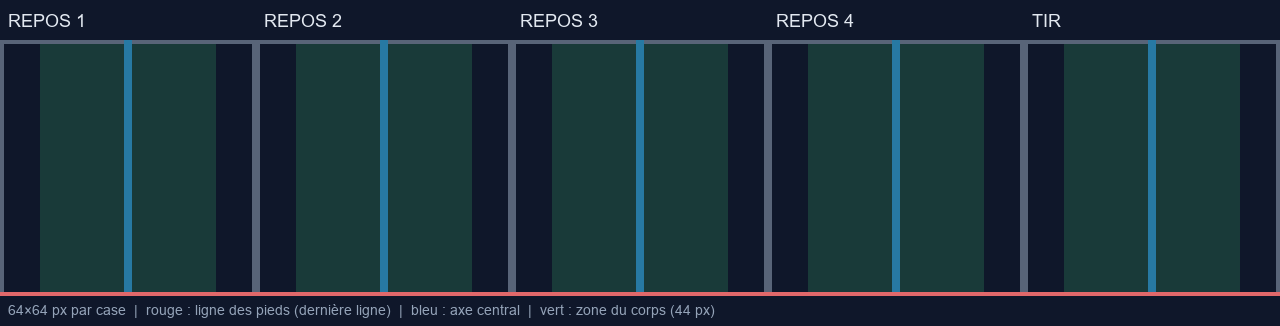 REPOS 1 REPOS 2 REPOS 3 REPOS 4 TIR
64×64 px par case | rouge : ligne des pieds (dernière ligne) | bleu : axe central | vert : zone du corps (44 px)